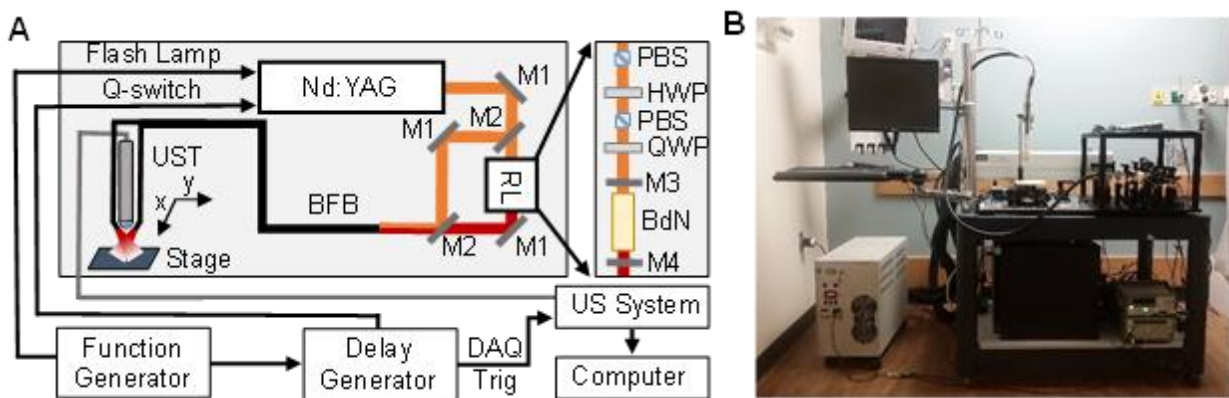 A
Flash Lamp
Q-switch
Nd:YAG
M1
M1
M2
UST
y
x
BFB
RL
Stage
M2
M1
PBS
HWP
PBS
QWP
M3
BdN
M4
US System
Function
Generator
Delay
Generator
DAQ
Trig
Computer
B